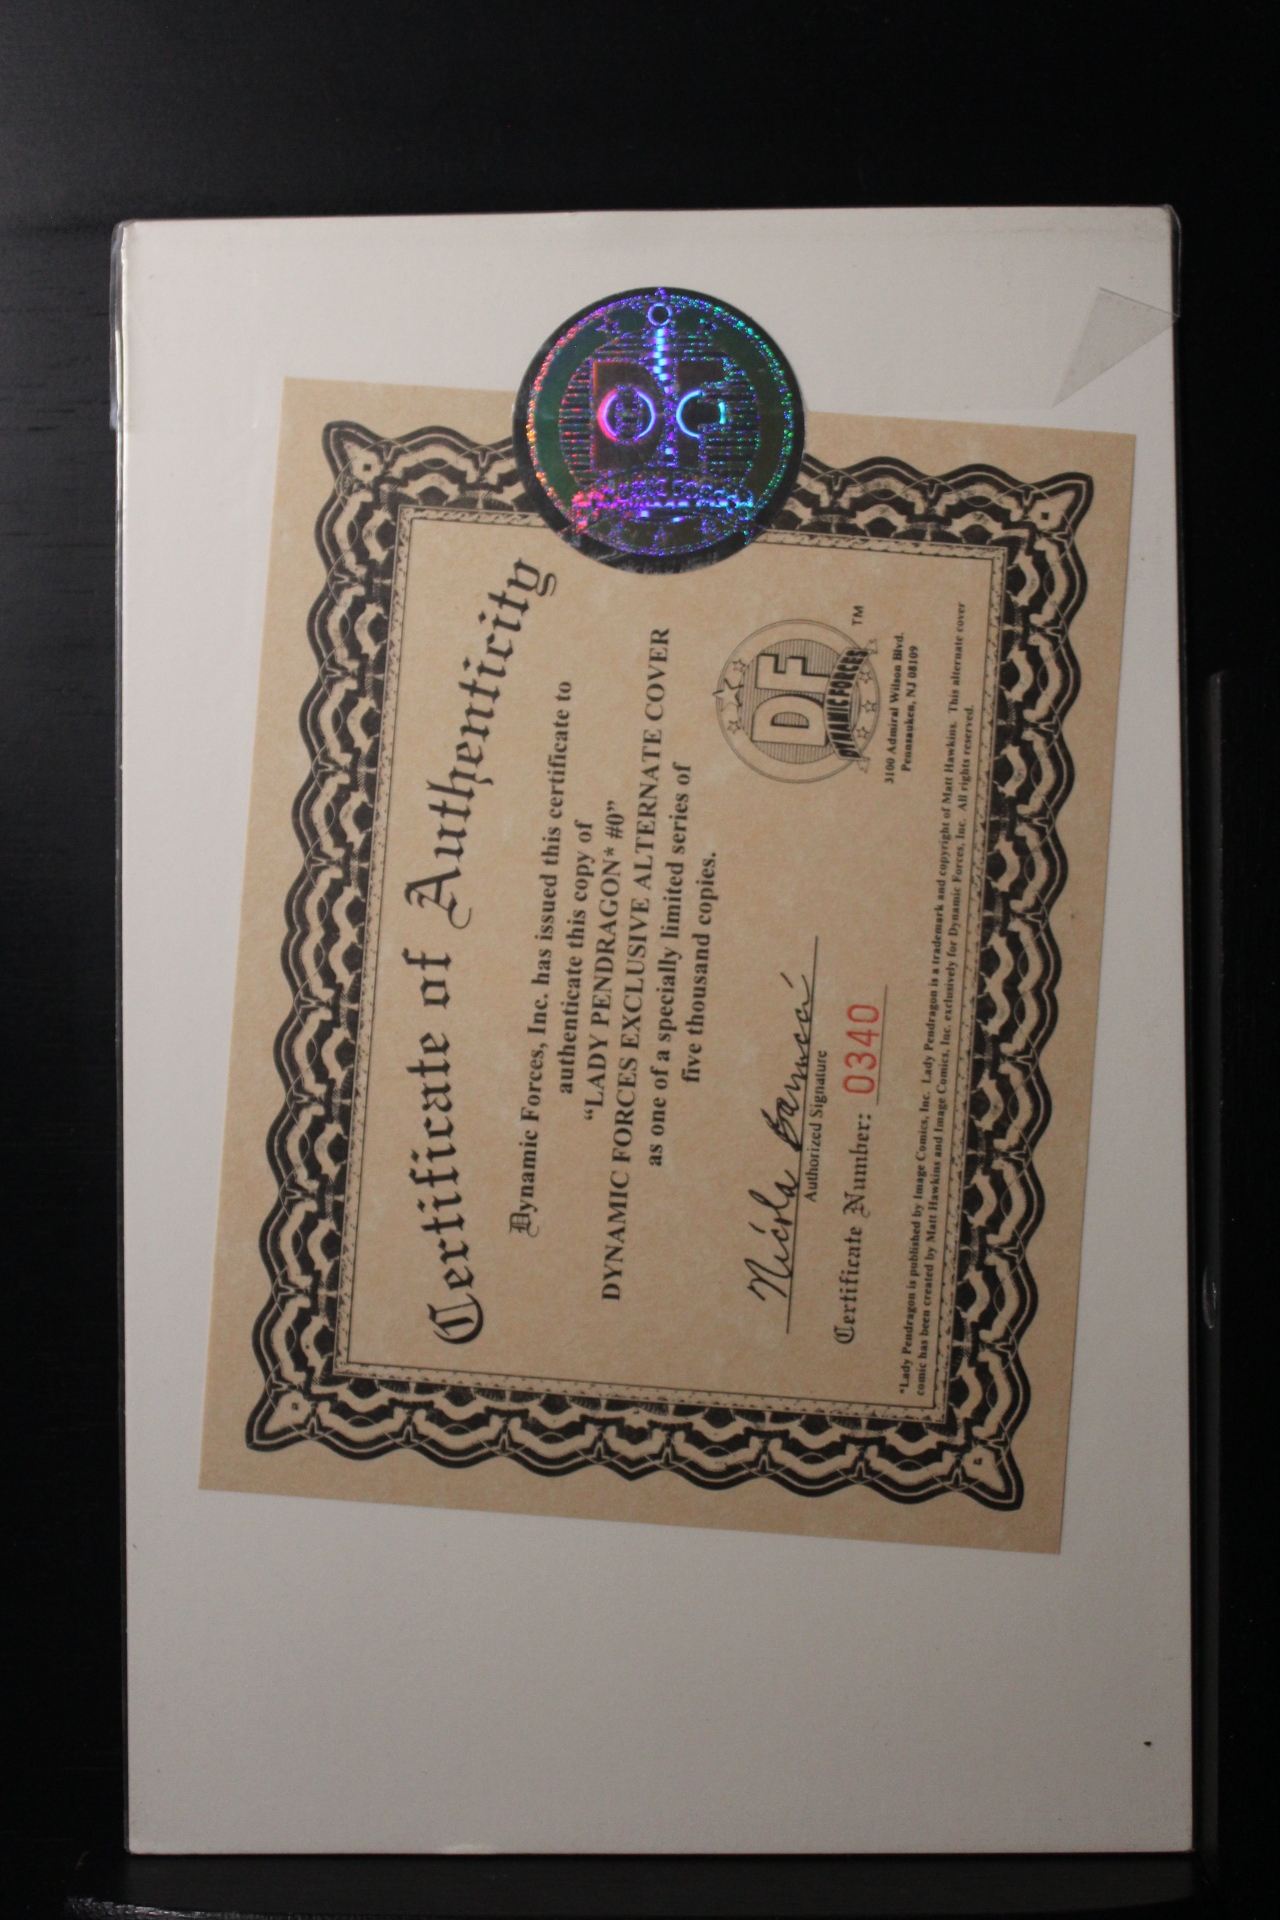 Certificate of Authenticity
Dynamic Forces, Inc. has issued this certificate to
authenticate this copy of
“LADY PENDRAGON* #0”
DYNAMIC FORCES EXCLUSIVE ALTERNATE COVER
as one of a specially limited series of
five thousand copies.
Authorized Signature
Certificate Number: 0340
DF
DYNAMIC FORCES
TM
3100 Admiral Wilson Blvd.
Pennsauken, NJ 08109
*Lady Pendragon is published by Image Comics, Inc. Lady Pendragon is a trademark and copyright of Matt Hawkins. This alternate cover
comic has been created by Matt Hawkins and Image Comics, Inc. exclusively for Dynamic Forces, Inc. All rights reserved.